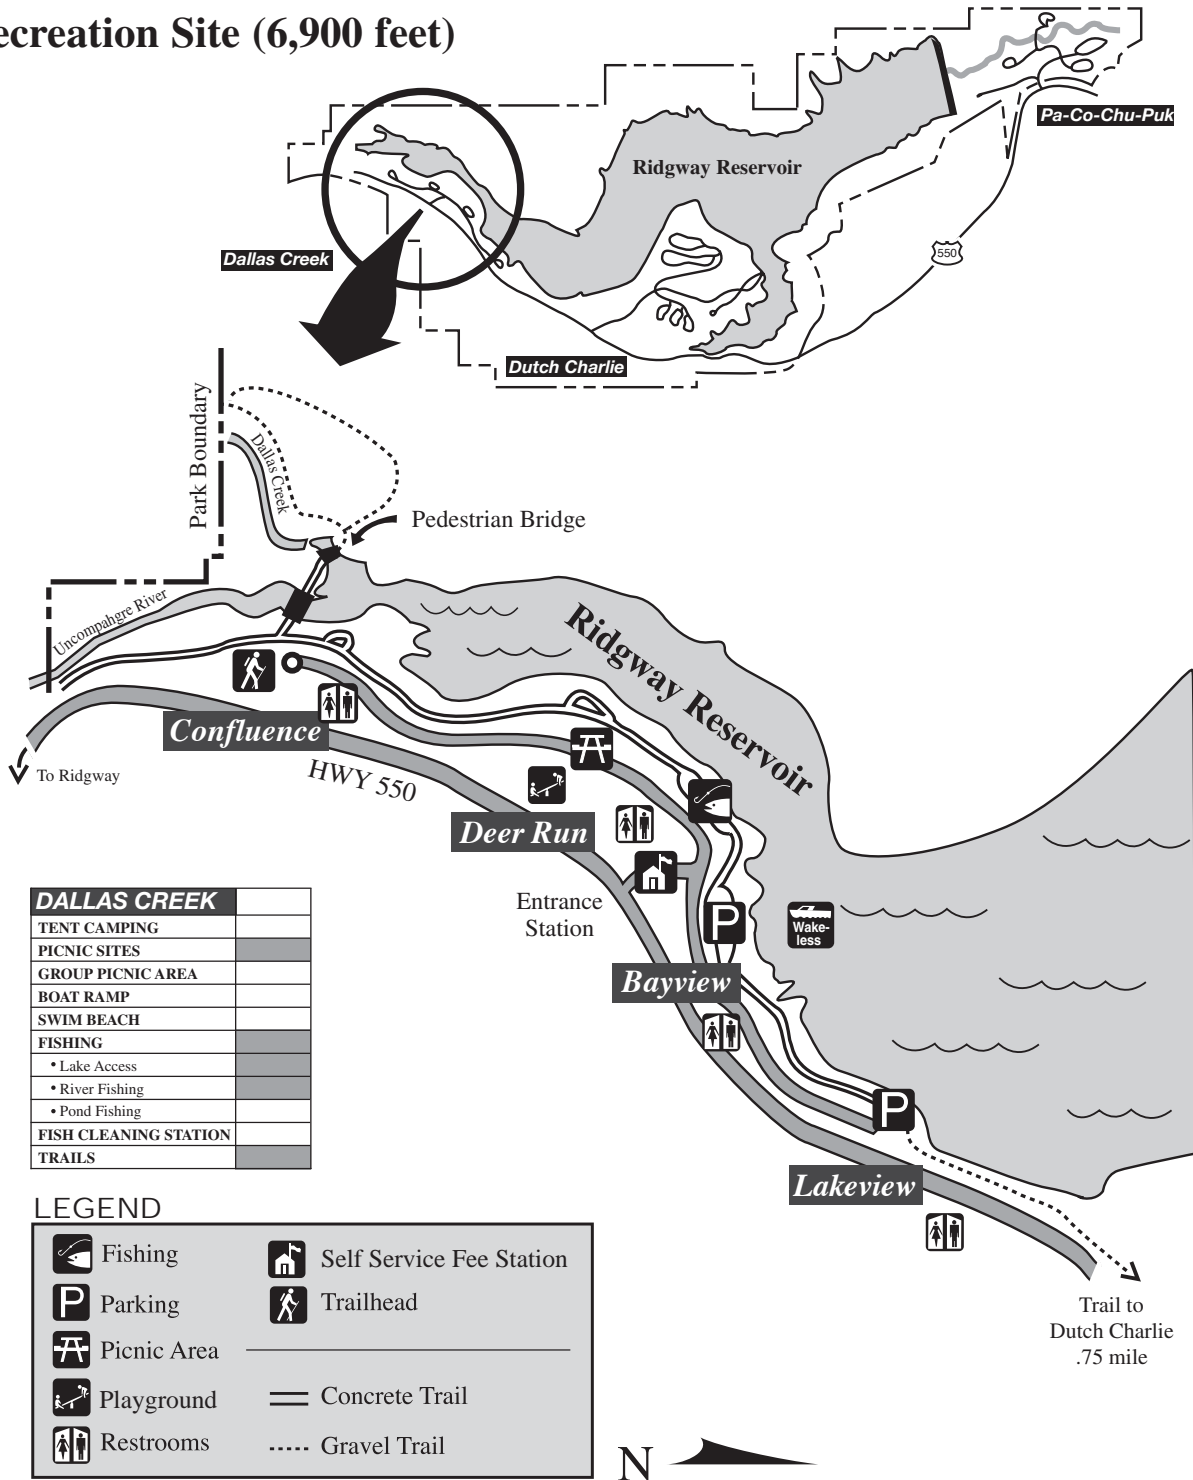 ecreation Site (6,900 feet)
Pa-Co-Chu-Puk
Ridgway Reservoir
550
Dallas Creek
Dutch Charlie
Park Boundary
Dallas Creek
Pedestrian Bridge
Uncompahgre River
Ridgway Reservoir
Confluence
To Ridgway
HWY 550
Deer Run
Entrance
Station
P
Wake-
less
Bayview
P
Lakeview
Trail to
Dutch Charlie
.75 mile
DALLAS CREEK
TENT CAMPING
PICNIC SITES
GROUP PICNIC AREA
BOAT RAMP
SWIM BEACH
FISHING
• Lake Access
• River Fishing
• Pond Fishing
FISH CLEANING STATION
TRAILS
LEGEND
Fishing
P Parking
Picnic Area
Playground
Restrooms
Self Service Fee Station
Trailhead
Concrete Trail
Gravel Trail
N